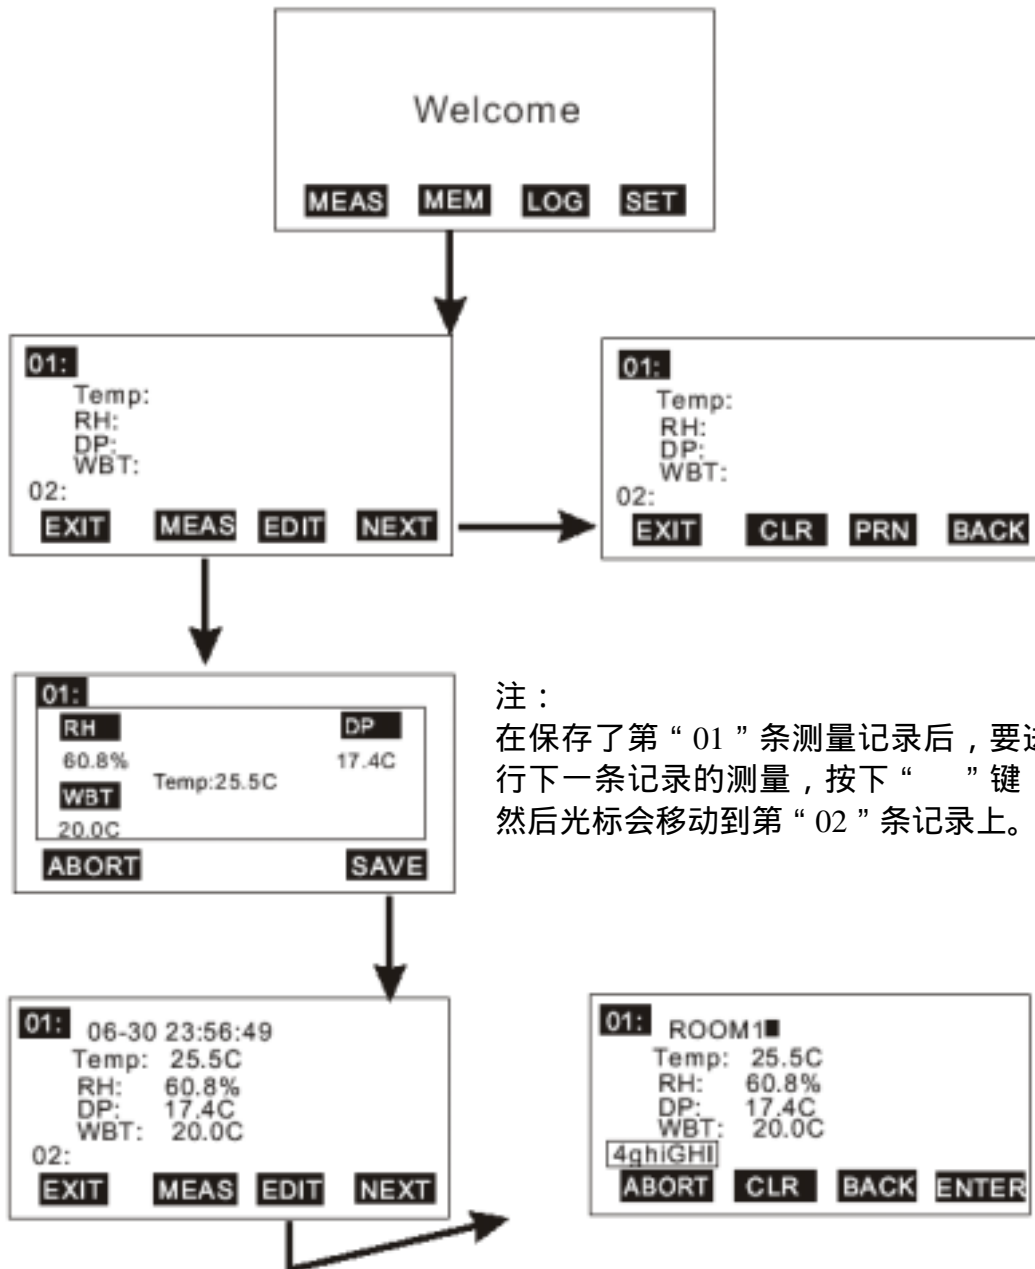 Welcome
MEAS MEM LOG SET
01:
Temp:
RH:
DP:
WBT:
02:
EXIT MEAS EDIT NEXT
01:
Temp:
RH:
DP:
WBT:
02:
EXIT CLR PRN BACK
01:
RH DP
60.8% 17.4C
Temp:25.5C
WBT
20.0C
ABORT SAVE
注：
在保存了第“01”条测量记录后，要进
行下一条记录的测量，按下“ ”键
然后光标会移动到第“02”条记录上。
01: 06-30 23:56:49
Temp: 25.5C
RH: 60.8%
DP: 17.4C
WBT: 20.0C
02:
EXIT MEAS EDIT NEXT
01: ROOM1
Temp: 25.5C
RH: 60.8%
DP: 17.4C
WBT: 20.0C
4ghiGHI
ABORT CLR BACK ENTER